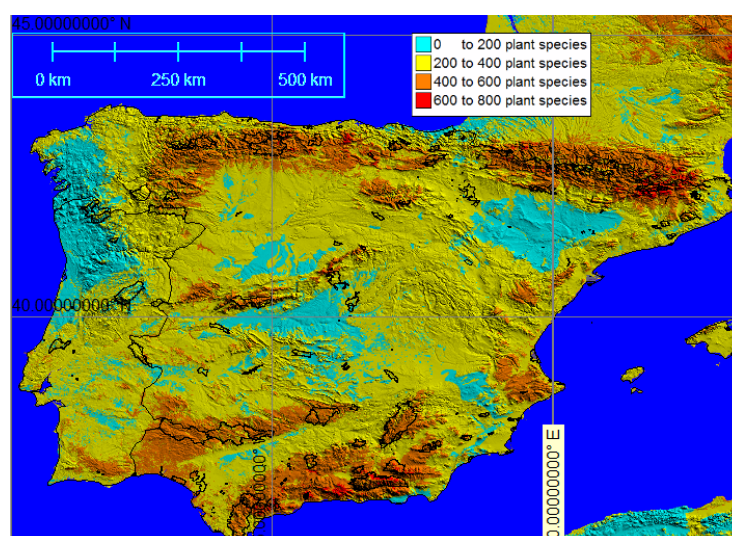 45.00000000° N
0 km 250 km 500 km
0 to 200 plant species
200 to 400 plant species
400 to 600 plant species
600 to 800 plant species
40.00000000° N
0.00000000° E